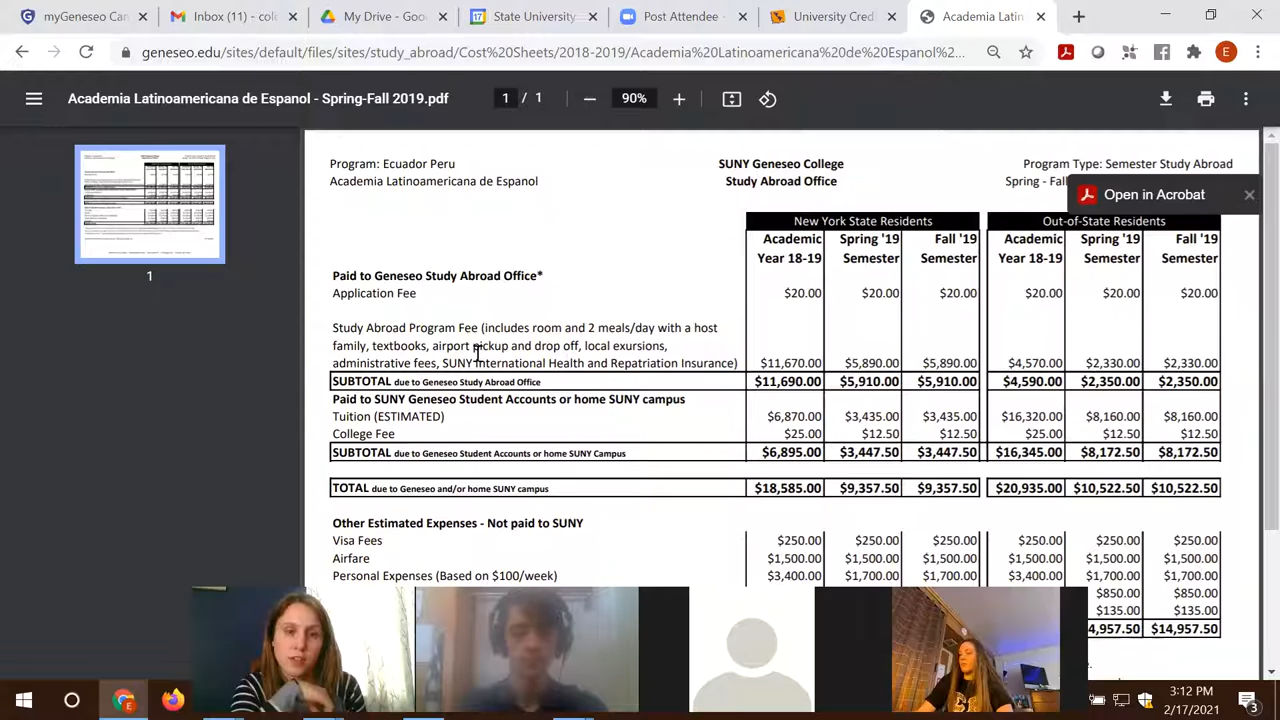 myGeneseo Can
Inbox (11) - cole
My Drive - Goo
State University
Post Attendee -
University Cred
Academia Latin
geneseo.edu/sites/default/files/sites/study_abroad/Cost%20Sheets/2018-2019/Academia%20Latinoamericana%20de%20Espanol%2...
E
Academia Latinoamericana de Espanol - Spring-Fall 2019.pdf
1 / 1
90%
1
Program: Ecuador Peru SUNY Geneseo College Program Type: Semester Study Abroad
Academia Latinoamericana de Espanol Study Abroad Office Spring - Fall
Open in Acrobat
New York State Residents Out-of-State Residents
Academic Spring '19 Fall '19 Academic Spring '19 Fall '19
Year 18-19 Semester Semester Year 18-19 Semester Semester
Paid to Geneseo Study Abroad Office*
Application Fee $20.00 $20.00 $20.00 $20.00 $20.00 $20.00
Study Abroad Program Fee (includes room and 2 meals/day with a host
family, textbooks, airport pickup and drop off, local exursions,
administrative fees, SUNY International Health and Repatriation Insurance) $11,670.00 $5,890.00 $5,890.00 $4,570.00 $2,330.00 $2,330.00
SUBTOTAL due to Geneseo Study Abroad Office $11,690.00 $5,910.00 $5,910.00 $4,590.00 $2,350.00 $2,350.00
Paid to SUNY Geneseo Student Accounts or home SUNY campus
Tuition (ESTIMATED) $6,870.00 $3,435.00 $3,435.00 $16,320.00 $8,160.00 $8,160.00
College Fee $25.00 $12.50 $12.50 $25.00 $12.50 $12.50
SUBTOTAL due to Geneseo Student Accounts or home SUNY Campus $6,895.00 $3,447.50 $3,447.50 $16,345.00 $8,172.50 $8,172.50
TOTAL due to Geneseo and/or home SUNY campus $18,585.00 $9,357.50 $9,357.50 $20,935.00 $10,522.50 $10,522.50
Other Estimated Expenses - Not paid to SUNY
Visa Fees $250.00 $250.00 $250.00 $250.00 $250.00 $250.00
Airfare $1,500.00 $1,500.00 $1,500.00 $1,500.00 $1,500.00 $1,500.00
Personal Expenses (Based on $100/week) $3,400.00 $1,700.00 $1,700.00 $3,400.00 $1,700.00 $1,700.00
$850.00 $850.00
$135.00 $135.00
4,957.50 $14,957.50
3:12 PM
2/17/2021
3